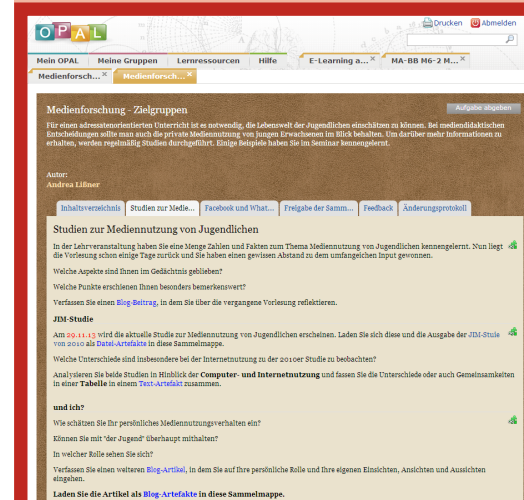 Drucken Abmelden
OPAL
Mein OPAL Meine Gruppen Lernressourcen Hilfe E-Learning a...× MA-BB M6-2 M...×
Medienforsch...× Medienforsch...×
Medienforschung - Zielgruppen
Aufgabe abgeben
Für einen adressatenorientierten Unterricht ist es notwendig, die Lebenswelt der Jugendlichen einschätzen zu können. Bei mediendidaktischen
Entscheidungen sollte man auch die private Mediennutzung von jungen Erwachsenen im Blick behalten. Um darüber mehr Informationen zu
erhalten, werden regelmäßig Studien durchgeführt. Einige Beispiele haben Sie im Seminar kennengelernt.
Autor:
Andrea Lißner
Inhaltsverzeichnis Studien zur Medie... Facebook und What... Freigabe der Samm... Feedback Änderungsprotokoll
Studien zur Mediennutzung von Jugendlichen
In der Lehrveranstaltung haben Sie eine Menge Zahlen und Fakten zum Thema Mediennutzung von Jugendlichen kennengelernt. Nun liegt
die Vorlesung schon einige Tage zurück und Sie haben einen gewissen Abstand zu dem umfangeichen Input gewonnen.
Welche Aspekte sind Ihnen im Gedächtnis geblieben?
Welche Punkte erschienen Ihnen besonders bemerkenswert?
Verfassen Sie einen Blog-Beitrag, in dem Sie über die vergangene Vorlesung reflektieren.
JIM-Studie
Am 29.11.13 wird die aktuelle Studie zur Mediennutzung von Jugendlichen erscheinen. Laden Sie sich diese und die Ausgabe der JIM-Stuie
von 2010 als Datei-Artefakte in diese Sammelmappe.
Welche Unterschiede sind insbesondere bei der Internetnutzung zu der 2010er Studie zu beobachten?
Analysieren Sie beide Studien in Hinblick der Computer- und Internetnutzung und fassen Sie die Unterschiede oder auch Gemeinsamkeiten
in einer Tabelle in einem Text-Artefakt zusammen.
und ich?
Wie schätzen Sie Ihr persönliches Mediennutzungsverhalten ein?
Können Sie mit "der Jugend" überhaupt mithalten?
In welcher Rolle sehen Sie sich?
Verfassen Sie einen weiteren Blog-Artikel, in dem Sie auf Ihre persönliche Rolle und Ihre eigenen Einsichten, Ansichten und Aussichten
eingehen.
Laden Sie die Artikel als Blog-Artefakte in diese Sammelmappe.